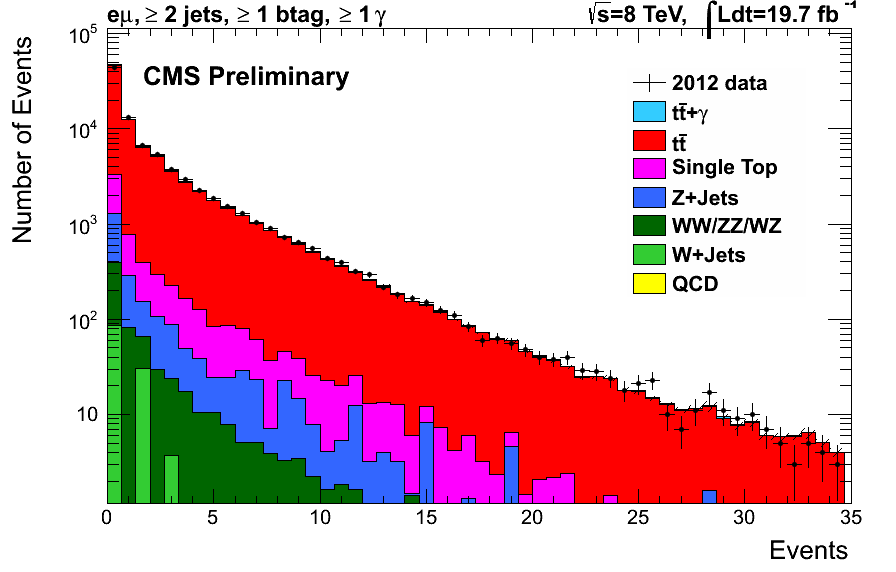 eμ, ≥ 2 jets, ≥ 1 btag, ≥ 1 γ
√s=8 TeV, ∫Ldt=19.7 fb⁻¹
CMS Preliminary
Number of Events
10⁵
10⁴
10³
10²
10
2012 data
tt̄+γ
tt̄
Single Top
Z+Jets
WW/ZZ/WZ
W+Jets
QCD
0 5 10 15 20 25 30 35
Events